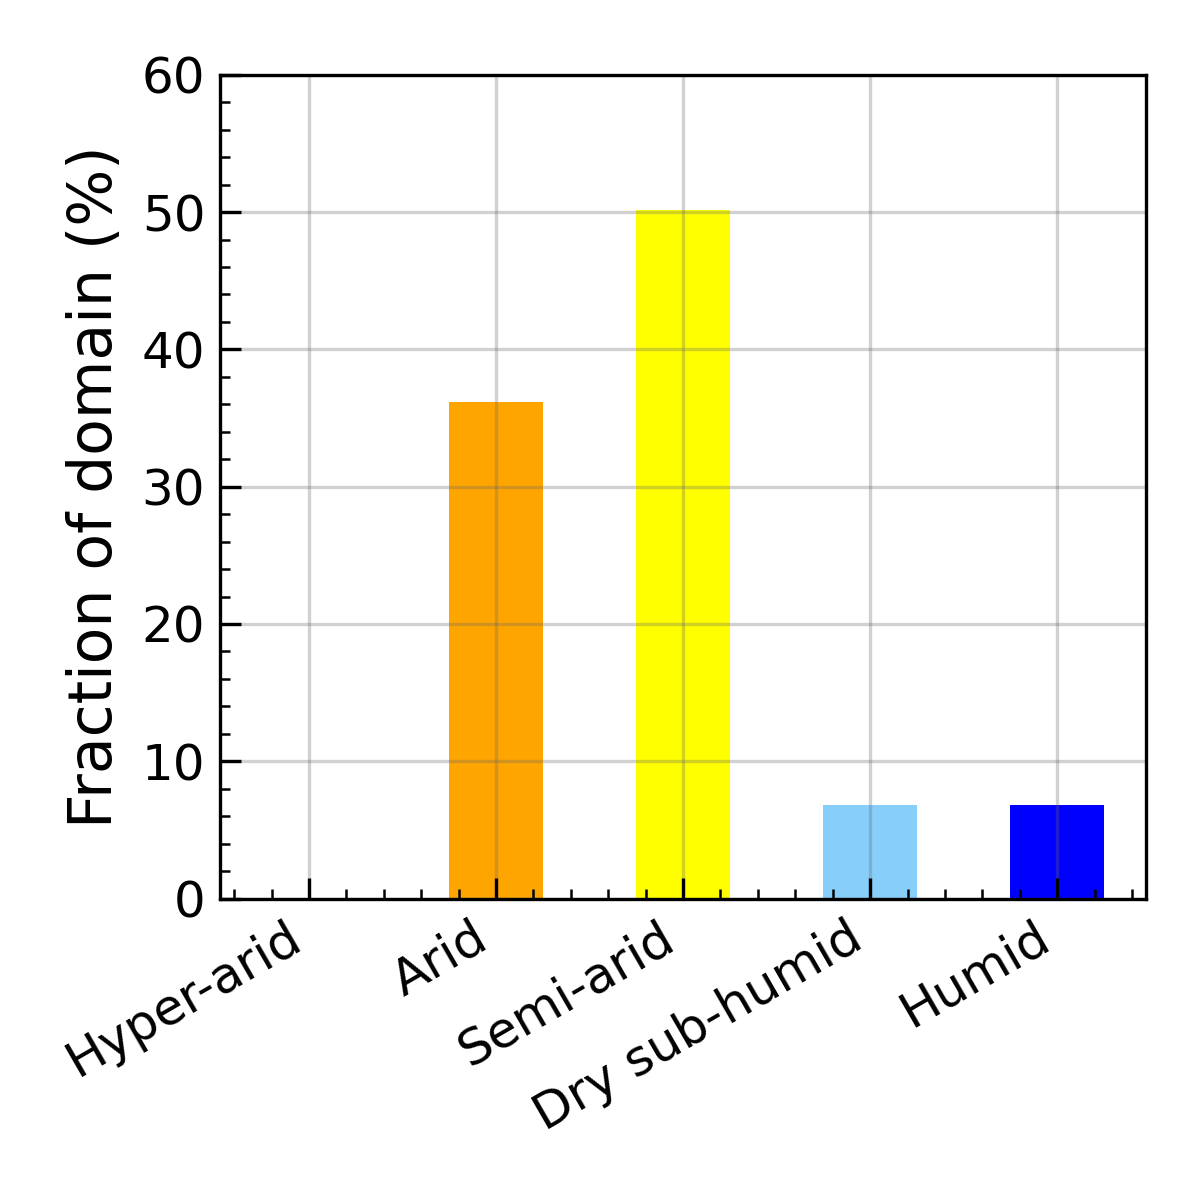 Fraction of domain (%)
60
50
40
30
20
10
0
Hyper-arid
Arid
Semi-arid
Dry sub-humid
Humid